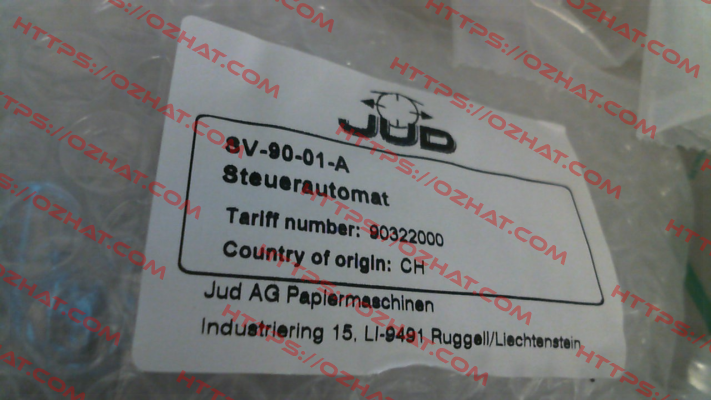 JUD
SV-90-01-A
Steuerautomat
Tariff number: 90322000
Country of origin: CH
Jud AG Papiermaschinen
Industriering 15, LI-9491 Ruggell/Liechtenstein
HTTPS://OZHAT.COM